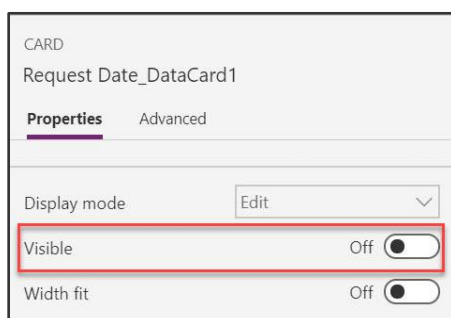 CARD
Request Date_DataCard1
Properties Advanced
Display mode Edit
Visible Off
Width fit Off